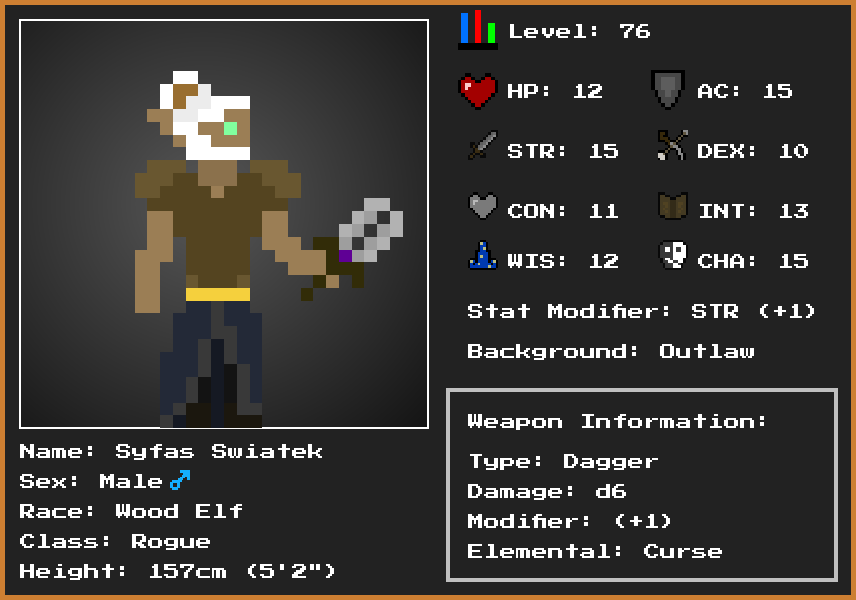 Level: 76
HP: 12 AC: 15
STR: 15 DEX: 10
CON: 11 INT: 13
WIS: 12 CHA: 15
Stat Modifier: STR (+1)
Background: Outlaw
Weapon Information:
Type: Dagger
Damage: d6
Modifier: (+1)
Elemental: Curse
Name: Syfas Swiatek
Sex: Male♂
Race: Wood Elf
Class: Rogue
Height: 157cm (5'2")